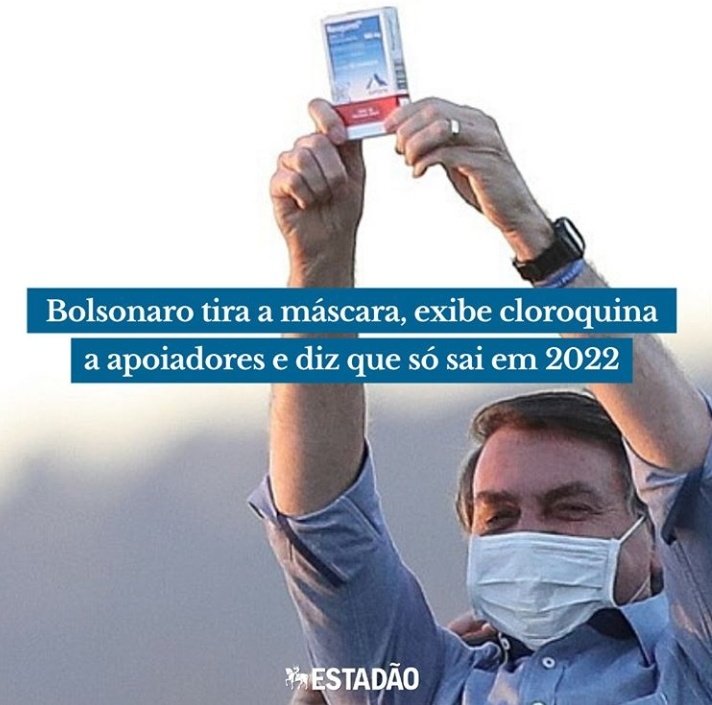 Bolsonaro tira a máscara, exibe cloroquina
a apoiadores e diz que só sai em 2022
ESTADÃO